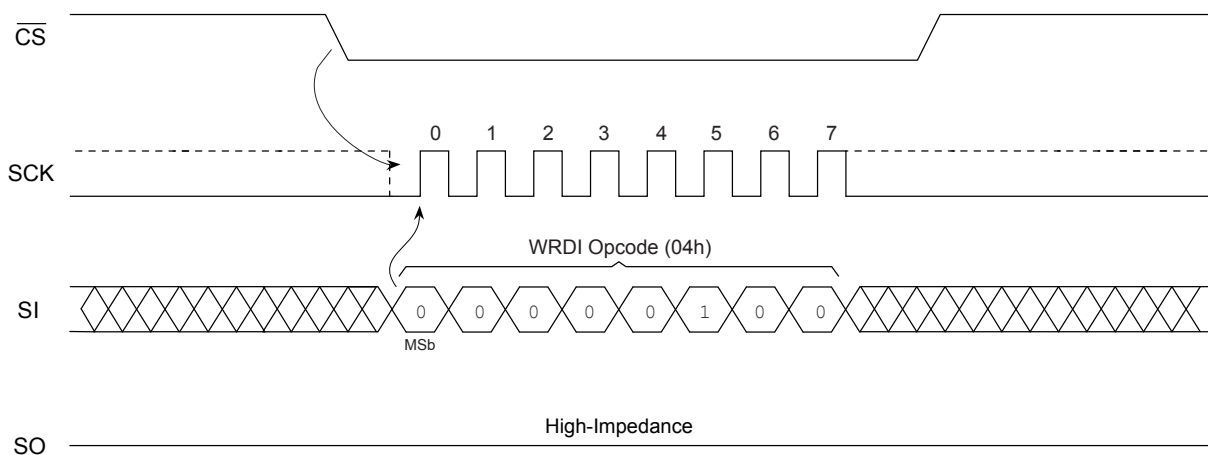 CS
0 1 2 3 4 5 6 7
SCK
WRDI Opcode (04h)
SI
0 0 0 0 0 1 0 0
MSb
High-Impedance
SO